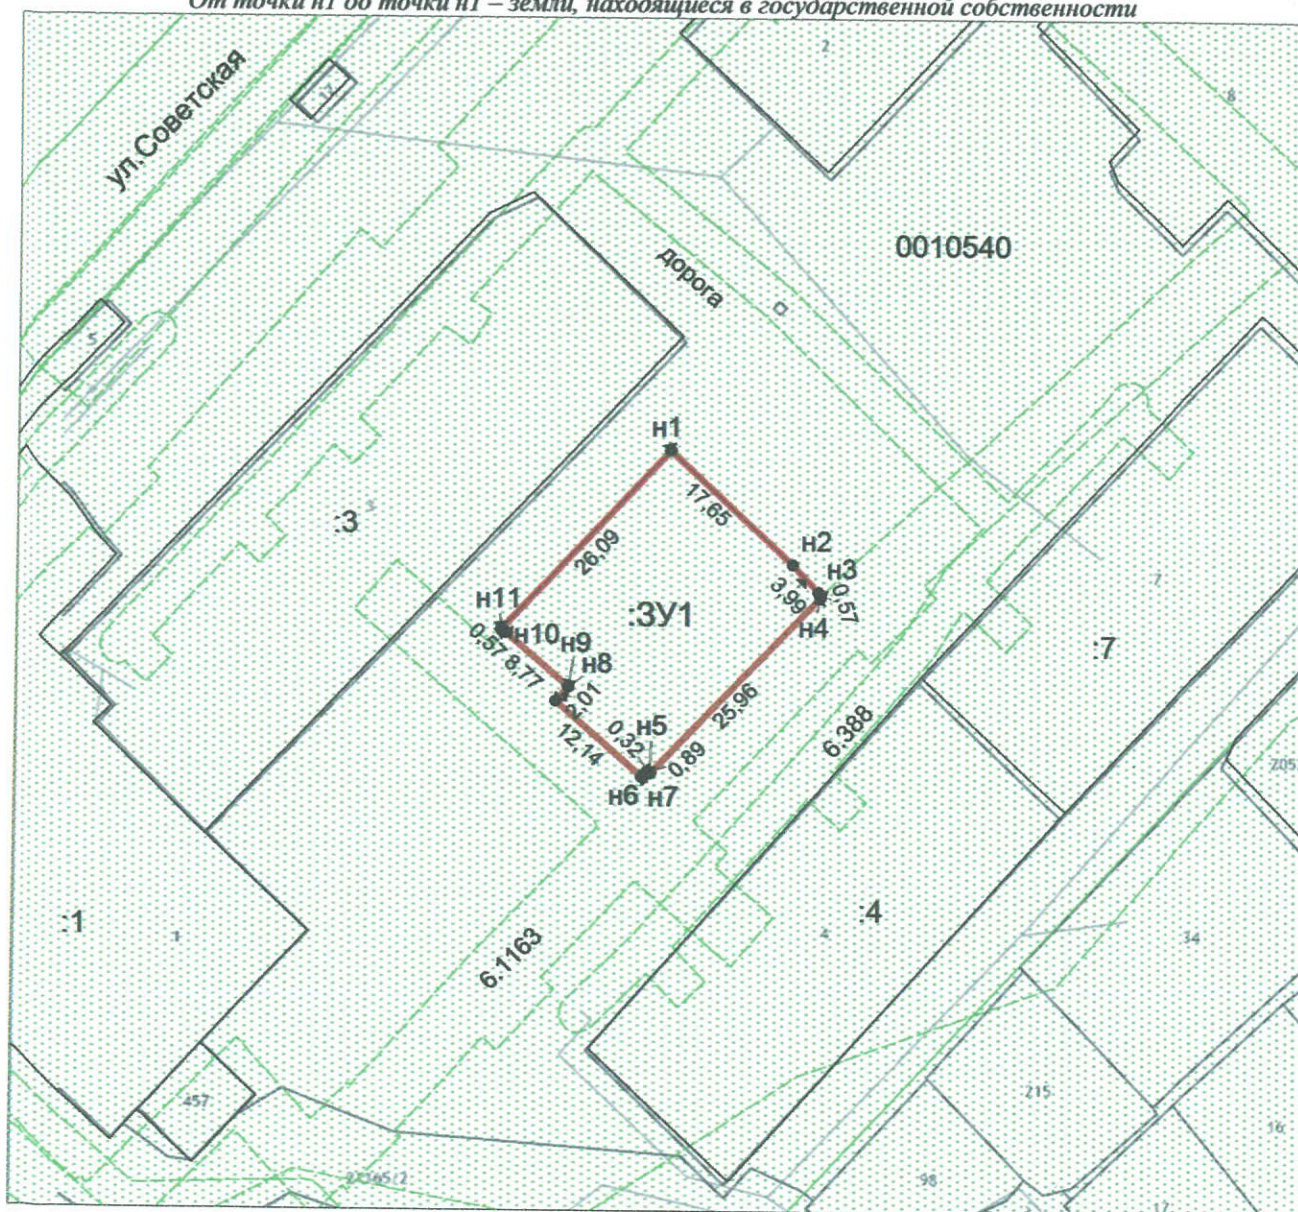 От точки н1 до точки н1 – земли, находящиеся в государственной собственности
ул.Советская
17
2
8
0010540
дорога
5
н1
17,65
:3
3
26,09
н2
н3
3,99
0,57
н4
7
н11
:ЗУ1
н10
н9
:7
0,57
8,77
н8
25,96
12,14
0,32
н5
6.388
0,89
н6
н7
:1
1
:4
4
34
6.1163
457
215
16
98
17